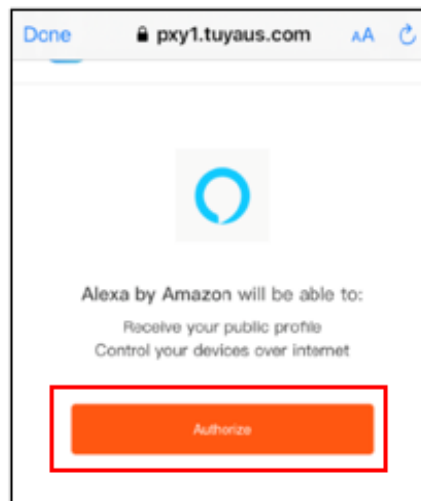 Done pxy1.tuyaus.com AA
Alexa by Amazon will be able to:
Receive your public profile
Control your devices over internet
Authorize